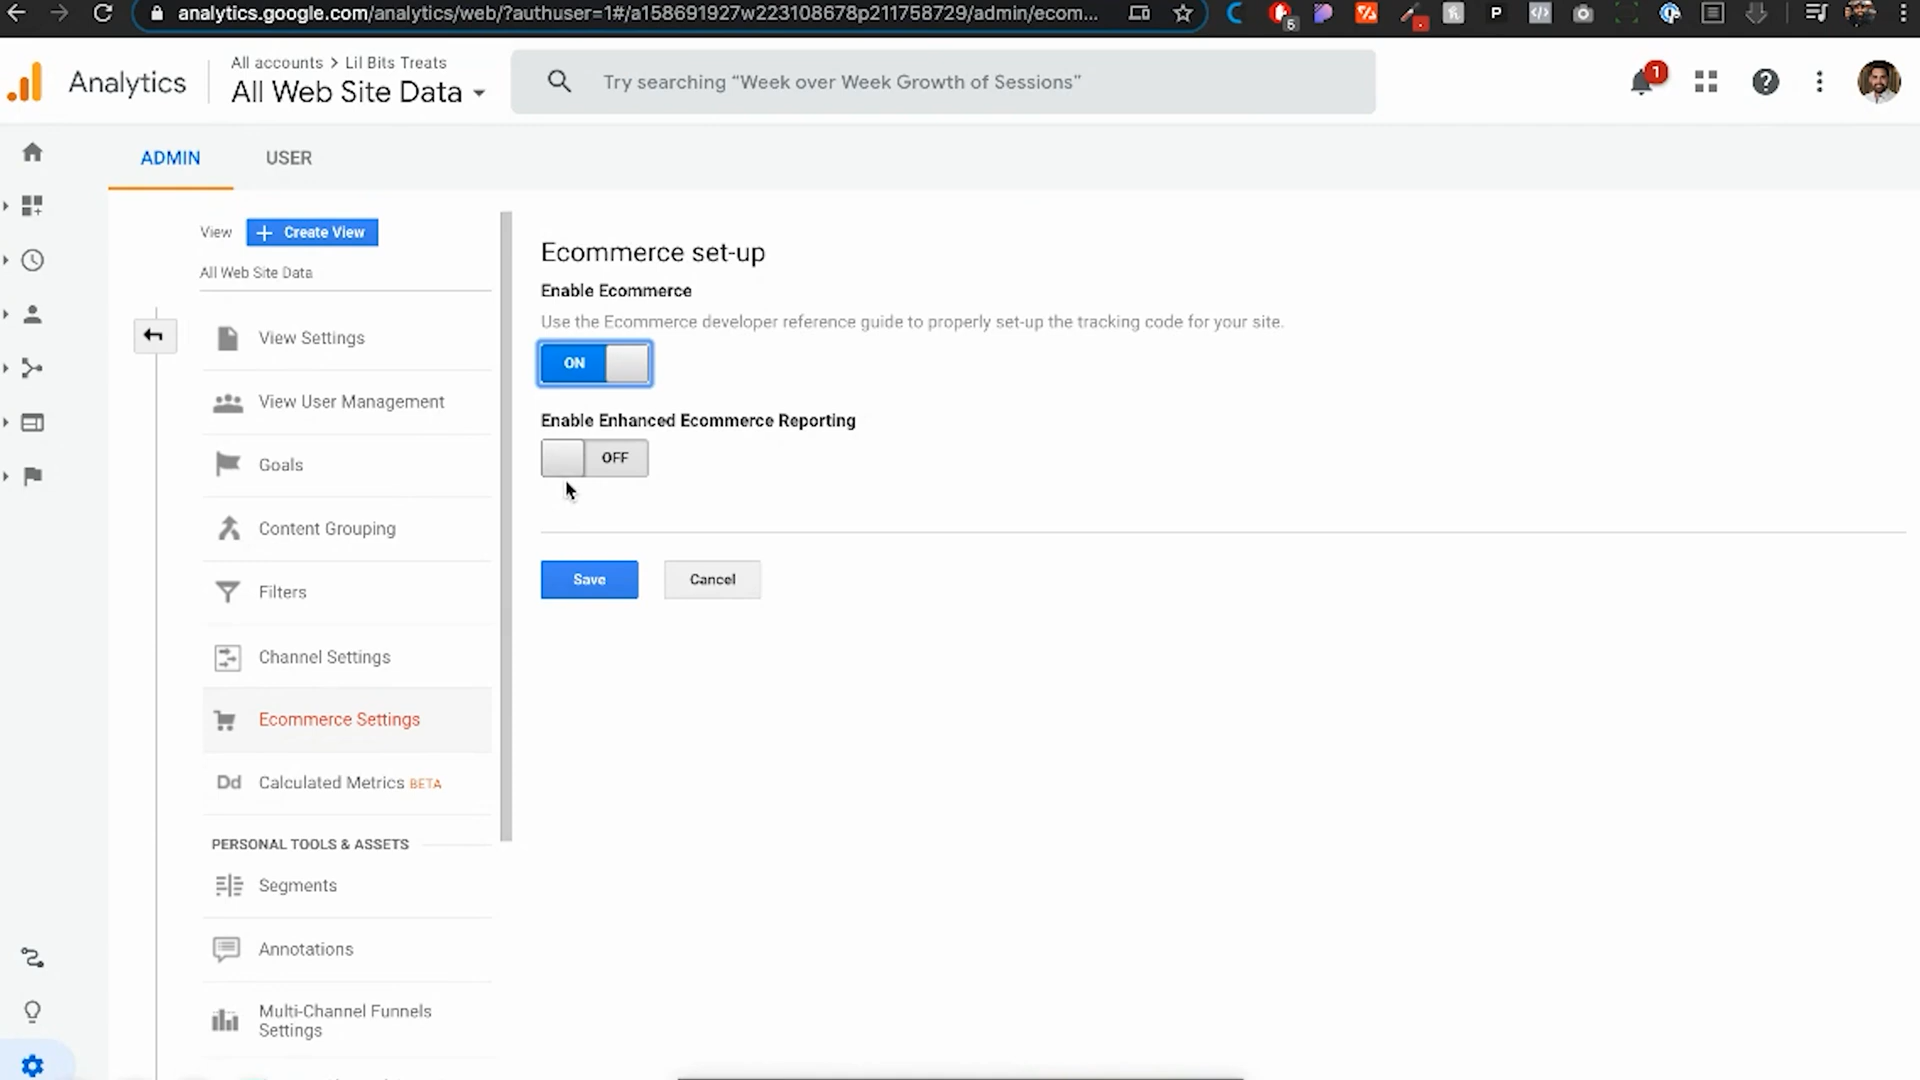 analytics.google.com/analytics/web/?authuser=1#/a158691927w223108678p211758729/admin/ecom...
6
P
Analytics
All accounts > Lil Bits Treats
All Web Site Data
Try searching “Week over Week Growth of Sessions”
1
ADMIN
USER
View
Create View
All Web Site Data
View Settings
View User Management
Goals
Content Grouping
Filters
Channel Settings
Ecommerce Settings
Dd Calculated Metrics BETA
PERSONAL TOOLS & ASSETS
Segments
Annotations
Multi-Channel Funnels
Settings
Ecommerce set-up
Enable Ecommerce
Use the Ecommerce developer reference guide to properly set-up the tracking code for your site.
ON
Enable Enhanced Ecommerce Reporting
OFF
Save
Cancel